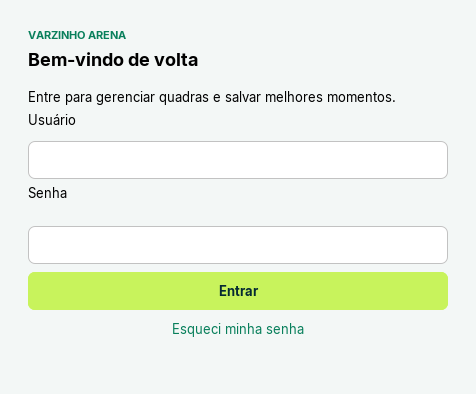 VARZINHO ARENA
Bem-vindo de volta
Entre para gerenciar quadras e salvar melhores momentos.
Usuário
Senha
Entrar
Esqueci minha senha